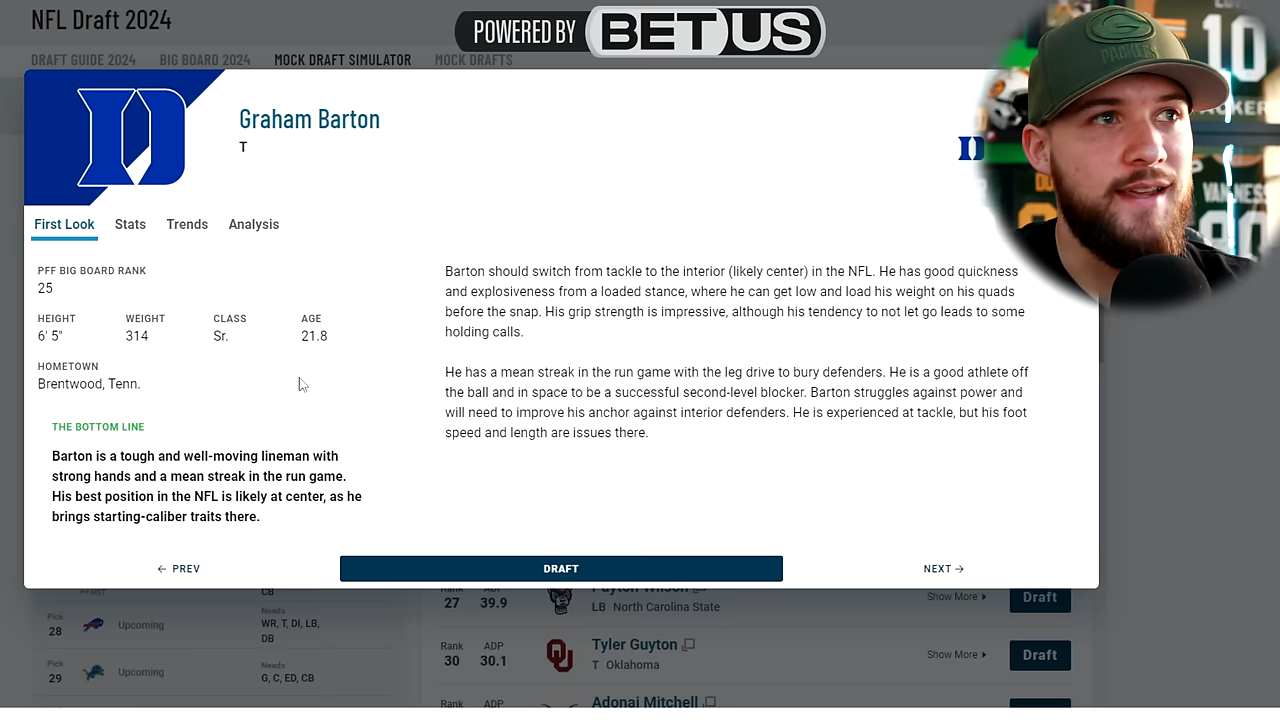 NFL Draft 2024
POWERED BY BETUS
DRAFT GUIDE 2024 BIG BOARD 2024 MOCK DRAFT SIMULATOR MOCK DRAFTS
Graham Barton
T
First Look Stats Trends Analysis
PFF BIG BOARD RANK
25
HEIGHT WEIGHT CLASS AGE
6' 5" 314 Sr. 21.8
HOMETOWN
Brentwood, Tenn.
THE BOTTOM LINE
Barton is a tough and well-moving lineman with
strong hands and a mean streak in the run game.
His best position in the NFL is likely at center, as he
brings starting-caliber traits there.
Barton should switch from tackle to the interior (likely center) in the NFL. He has good quickness
and explosiveness from a loaded stance, where he can get low and load his weight on his quads
before the snap. His grip strength is impressive, although his tendency to not let go leads to some
holding calls.
He has a mean streak in the run game with the leg drive to bury defenders. He is a good athlete off
the ball and in space to be a successful second-level blocker. Barton struggles against power and
will need to improve his anchor against interior defenders. He is experienced at tackle, but his foot
speed and length are issues there.
← PREV DRAFT NEXT →
CB
Pick
28
Upcoming
Needs
WR, T, DI, LB,
DB
Pick
29
Upcoming
Needs
G, C, ED, CB
Rank ADP
27 39.9
Payton Wilson
LB North Carolina State
Show More Draft
Rank ADP
30 30.1
Tyler Guyton
T Oklahoma
Show More Draft
Rank ADP
Adonai Mitchell
PACKERS
10
PACKER
VAN NESS
90